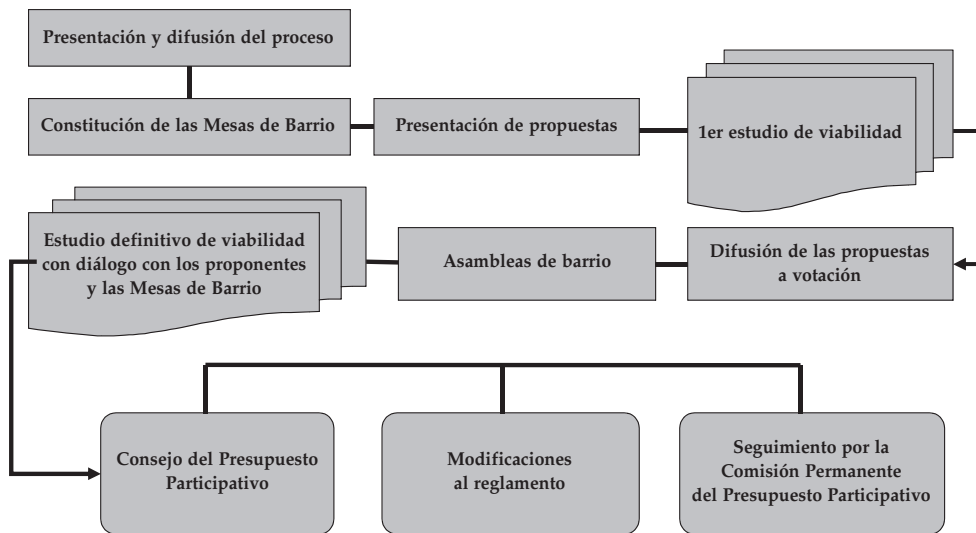 Presentación y difusión del proceso
Constitución de las Mesas de Barrio
Presentación de propuestas
1er estudio de viabilidad
Difusión de las propuestas
a votación
Asambleas de barrio
Estudio definitivo de viabilidad
con diálogo con los proponentes
y las Mesas de Barrio
Consejo del Presupuesto
Participativo
Modificaciones
al reglamento
Seguimiento por la
Comisión Permanente
del Presupuesto Participativo